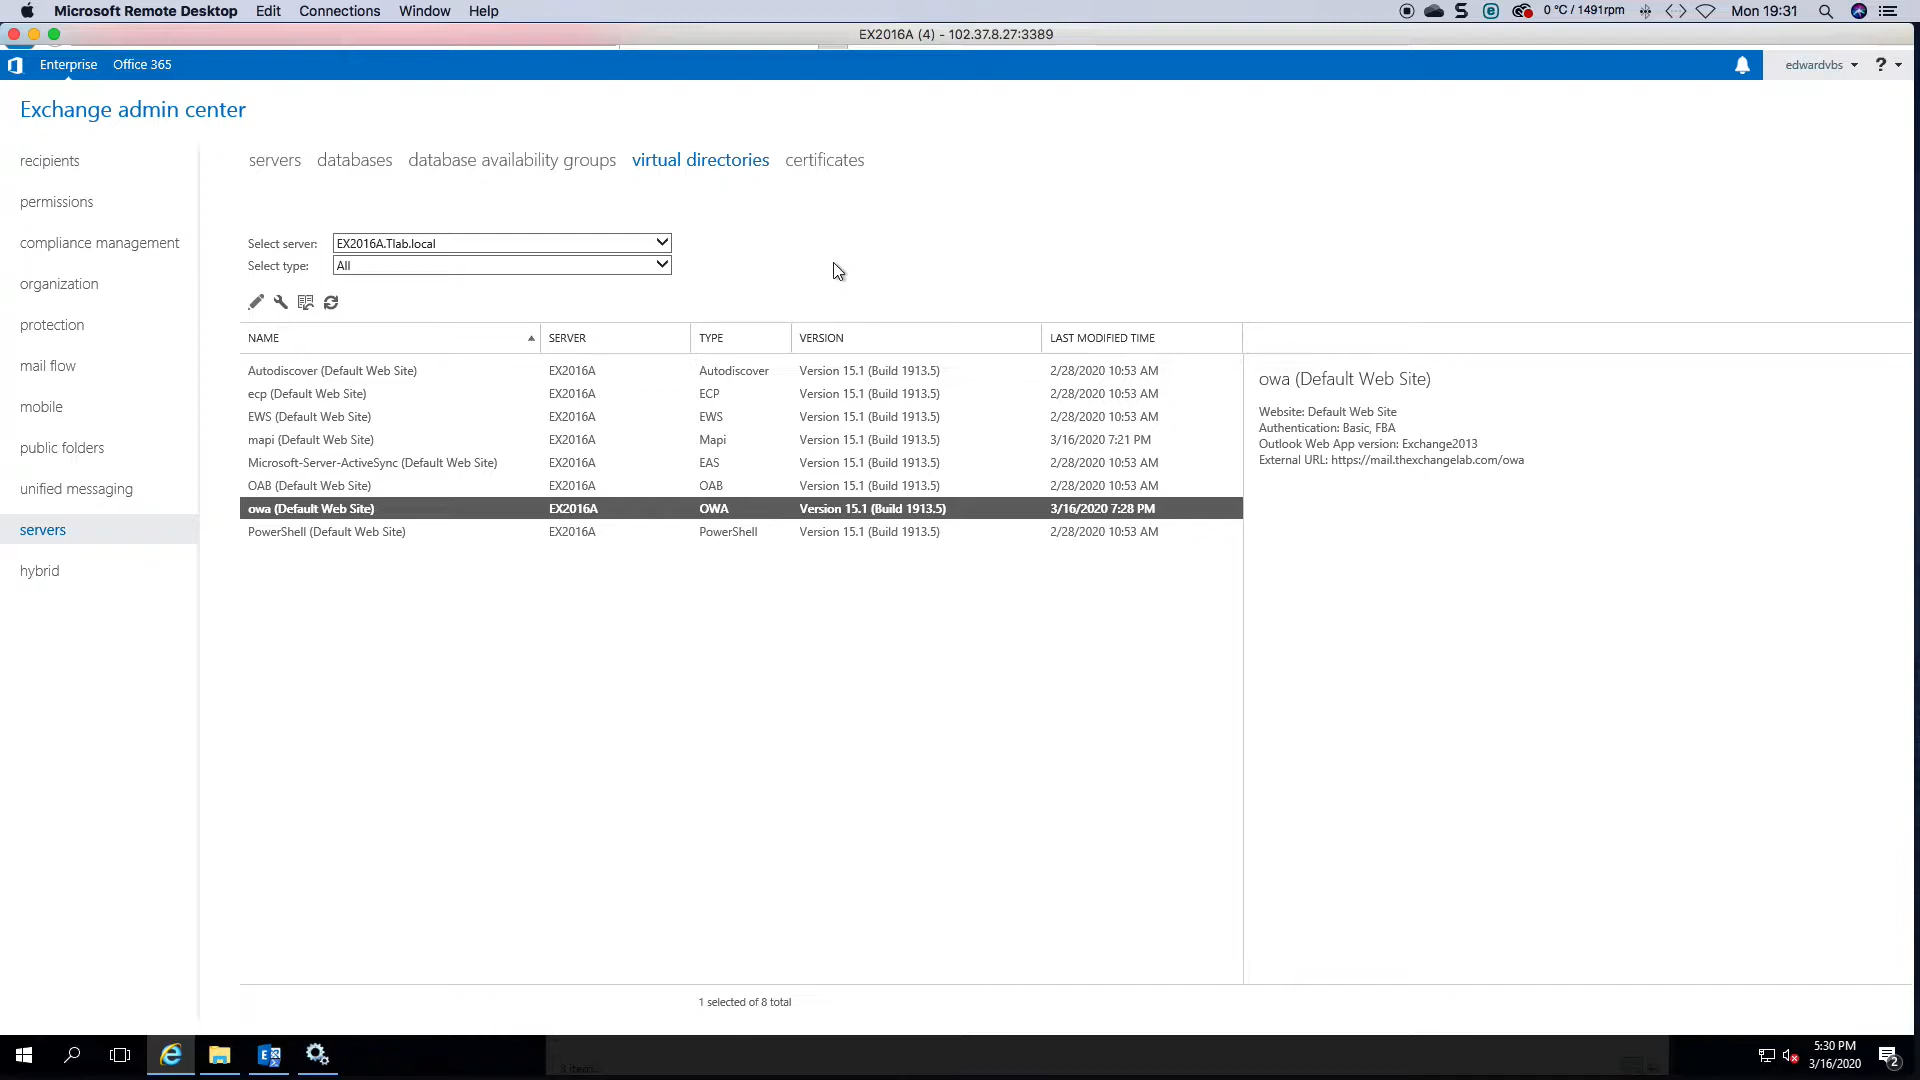 Microsoft Remote Desktop Edit Connections Window Help
0 °C / 1491rpm Mon 19:31
EX2016A (4) - 102.37.8.27:3389
Enterprise Office 365
edwardvbs ?
Exchange admin center
recipients
permissions
compliance management
organization
protection
mail flow
mobile
public folders
unified messaging
servers
hybrid
servers databases database availability groups virtual directories certificates
Select server: EX2016A.Tlab.local
Select type: All
NAME SERVER TYPE VERSION LAST MODIFIED TIME
Autodiscover (Default Web Site) EX2016A Autodiscover Version 15.1 (Build 1913.5) 2/28/2020 10:53 AM
ecp (Default Web Site) EX2016A ECP Version 15.1 (Build 1913.5) 2/28/2020 10:53 AM
EWS (Default Web Site) EX2016A EWS Version 15.1 (Build 1913.5) 2/28/2020 10:53 AM
mapi (Default Web Site) EX2016A Mapi Version 15.1 (Build 1913.5) 3/16/2020 7:21 PM
Microsoft-Server-ActiveSync (Default Web Site) EX2016A EAS Version 15.1 (Build 1913.5) 2/28/2020 10:53 AM
OAB (Default Web Site) EX2016A OAB Version 15.1 (Build 1913.5) 2/28/2020 10:53 AM
owa (Default Web Site) EX2016A OWA Version 15.1 (Build 1913.5) 3/16/2020 7:28 PM
PowerShell (Default Web Site) EX2016A PowerShell Version 15.1 (Build 1913.5) 2/28/2020 10:53 AM
owa (Default Web Site)
Website: Default Web Site
Authentication: Basic, FBA
Outlook Web App version: Exchange2013
External URL: https://mail.thexchangelab.com/owa
1 selected of 8 total
5:30 PM
3/16/2020
2